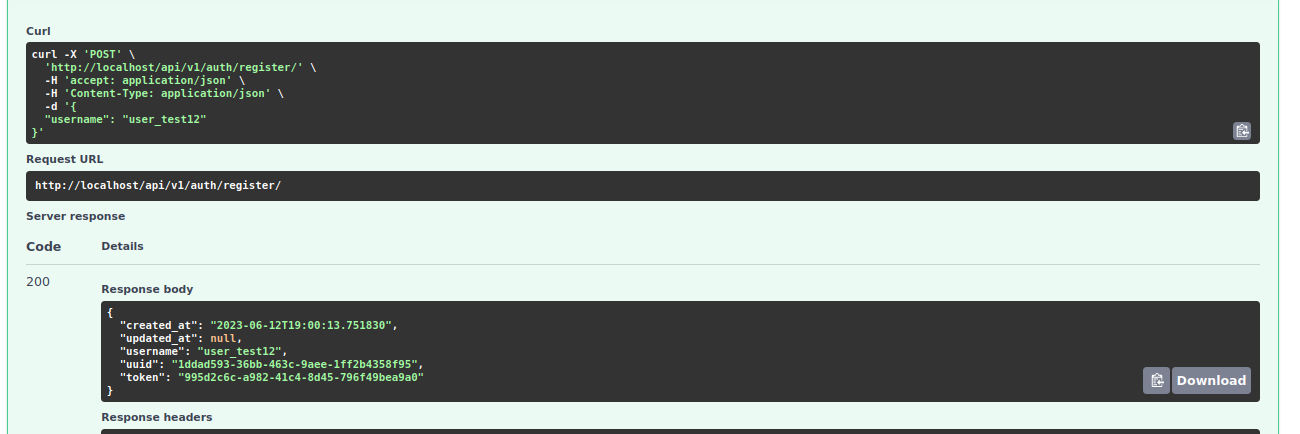 Curl
curl -X 'POST' \
  'http://localhost/api/v1/auth/register/' \
  -H 'accept: application/json' \
  -H 'Content-Type: application/json' \
  -d '{
  "username": "user_test12"
}'
Request URL
http://localhost/api/v1/auth/register/
Server response
Code Details
200
Response body
{
  "created_at": "2023-06-12T19:00:13.751830",
  "updated_at": null,
  "username": "user_test12",
  "uuid": "1ddad593-36bb-463c-9aee-1ff2b4358f95",
  "token": "995d2c6c-a982-41c4-8d45-796f49bea9a0"
}
Download
Response headers